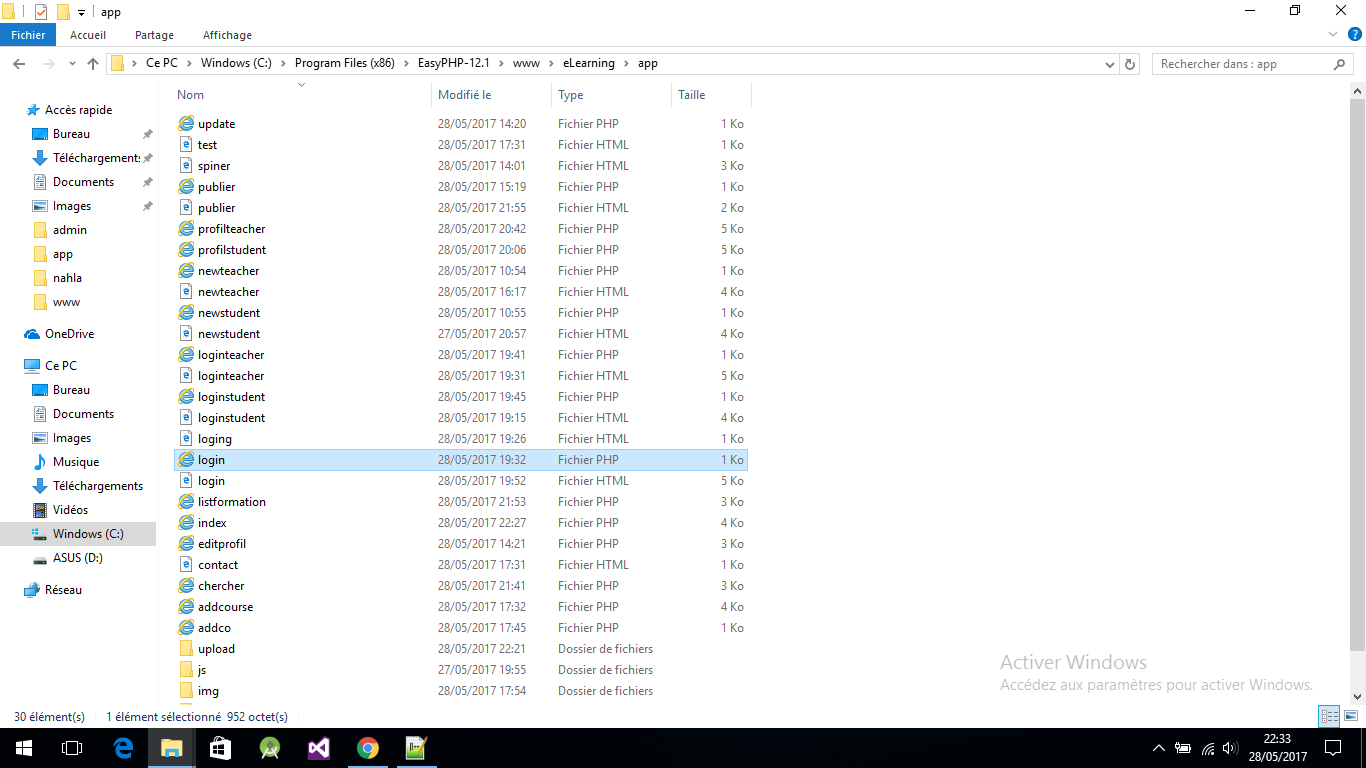 app
Fichier Accueil Partage Affichage
Ce PC Windows (C:) Program Files (x86) EasyPHP-12.1 www eLearning app Rechercher dans : app
Nom Modifié le Type Taille
Accès rapide
Bureau
Téléchargements
Documents
Images
admin
app
nahla
www
OneDrive
Ce PC
Bureau
Documents
Images
Musique
Téléchargements
Vidéos
Windows (C:)
ASUS (D:)
Réseau
update 28/05/2017 14:20 Fichier PHP 1 Ko
test 28/05/2017 17:31 Fichier HTML 1 Ko
spiner 28/05/2017 14:01 Fichier HTML 3 Ko
publier 28/05/2017 15:19 Fichier PHP 1 Ko
publier 28/05/2017 21:55 Fichier HTML 2 Ko
profilteacher 28/05/2017 20:42 Fichier PHP 5 Ko
profilstudent 28/05/2017 20:06 Fichier PHP 5 Ko
newteacher 28/05/2017 10:54 Fichier PHP 1 Ko
newteacher 28/05/2017 16:17 Fichier HTML 4 Ko
newstudent 28/05/2017 10:55 Fichier PHP 1 Ko
newstudent 27/05/2017 20:57 Fichier HTML 4 Ko
loginteacher 28/05/2017 19:41 Fichier PHP 1 Ko
loginteacher 28/05/2017 19:31 Fichier HTML 5 Ko
loginstudent 28/05/2017 19:45 Fichier PHP 1 Ko
loginstudent 28/05/2017 19:15 Fichier HTML 4 Ko
loging 28/05/2017 19:26 Fichier HTML 1 Ko
login 28/05/2017 19:32 Fichier PHP 1 Ko
login 28/05/2017 19:52 Fichier HTML 5 Ko
listformation 28/05/2017 21:53 Fichier PHP 3 Ko
index 28/05/2017 22:27 Fichier PHP 4 Ko
editprofil 28/05/2017 14:21 Fichier PHP 3 Ko
contact 28/05/2017 17:31 Fichier HTML 1 Ko
chercher 28/05/2017 21:41 Fichier PHP 3 Ko
addcourse 28/05/2017 17:32 Fichier PHP 4 Ko
addco 28/05/2017 17:45 Fichier PHP 1 Ko
upload 28/05/2017 22:21 Dossier de fichiers
js 27/05/2017 19:55 Dossier de fichiers
img 28/05/2017 17:54 Dossier de fichiers
Activer Windows
Accédez aux paramètres pour activer Windows.
30 élément(s) 1 élément sélectionné 952 octet(s)
22:33
28/05/2017